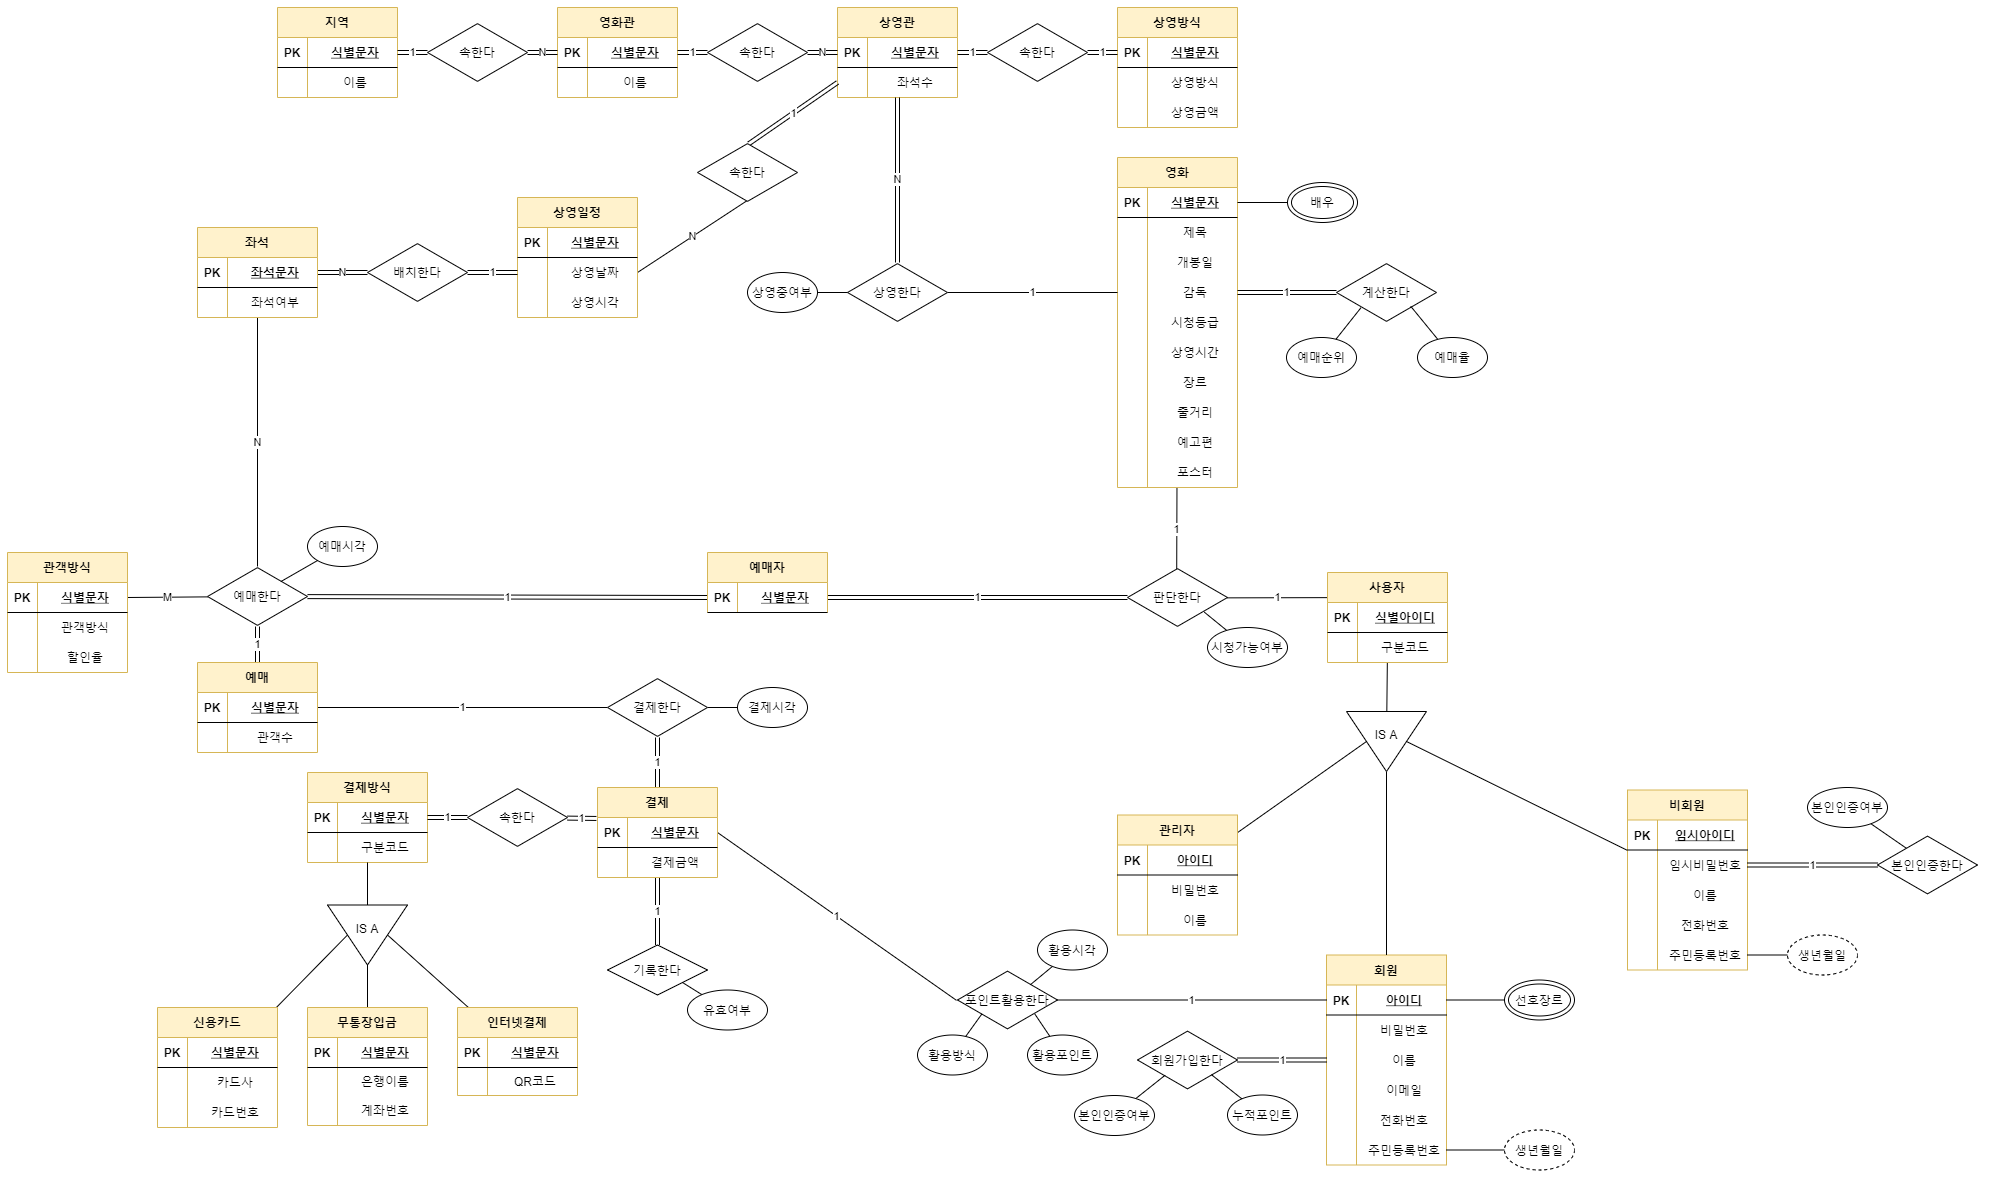 지역
PK 식별문자
이름
1
속한다
N
영화관
PK 식별문자
이름
1
속한다
N
상영관
PK 식별문자
좌석수
1
속한다
1
상영방식
PK 식별문자
상영방식
상영금액
1
속한다
N
N
상영일정
PK 식별문자
상영날짜
상영시각
1
배치한다
N
좌석
PK 좌석문자
좌석여부
상영중여부
상영한다
1
영화
PK 식별문자
제목
개봉일
감독
시청등급
상영시간
장르
줄거리
예고편
포스터
배우
1
계산한다
예매순위
예매율
N
1
예매시각
관객방식
PK 식별문자
관객방식
할인율
M
예매한다
1
예매자
PK 식별문자
1
판단한다
시청가능여부
1
사용자
PK 식별아이디
구분코드
1
예매
PK 식별문자
관객수
1
결제한다
결제시각
1
IS A
결제방식
PK 식별문자
구분코드
1
속한다
1
결제
PK 식별문자
결제금액
관리자
PK 아이디
비밀번호
이름
비회원
PK 임시아이디
임시비밀번호
이름
전화번호
주민등록번호
본인인증여부
1
본인인증한다
생년월일
IS A
1
기록한다
유효여부
1
활용시각
포인트활용한다
활용방식
활용포인트
1
회원
PK 아이디
비밀번호
이름
이메일
전화번호
주민등록번호
선호장르
생년월일
회원가입한다
1
본인인증여부
누적포인트
신용카드
PK 식별문자
카드사
카드번호
무통장입금
PK 식별문자
은행이름
계좌번호
인터넷결제
PK 식별문자
QR코드